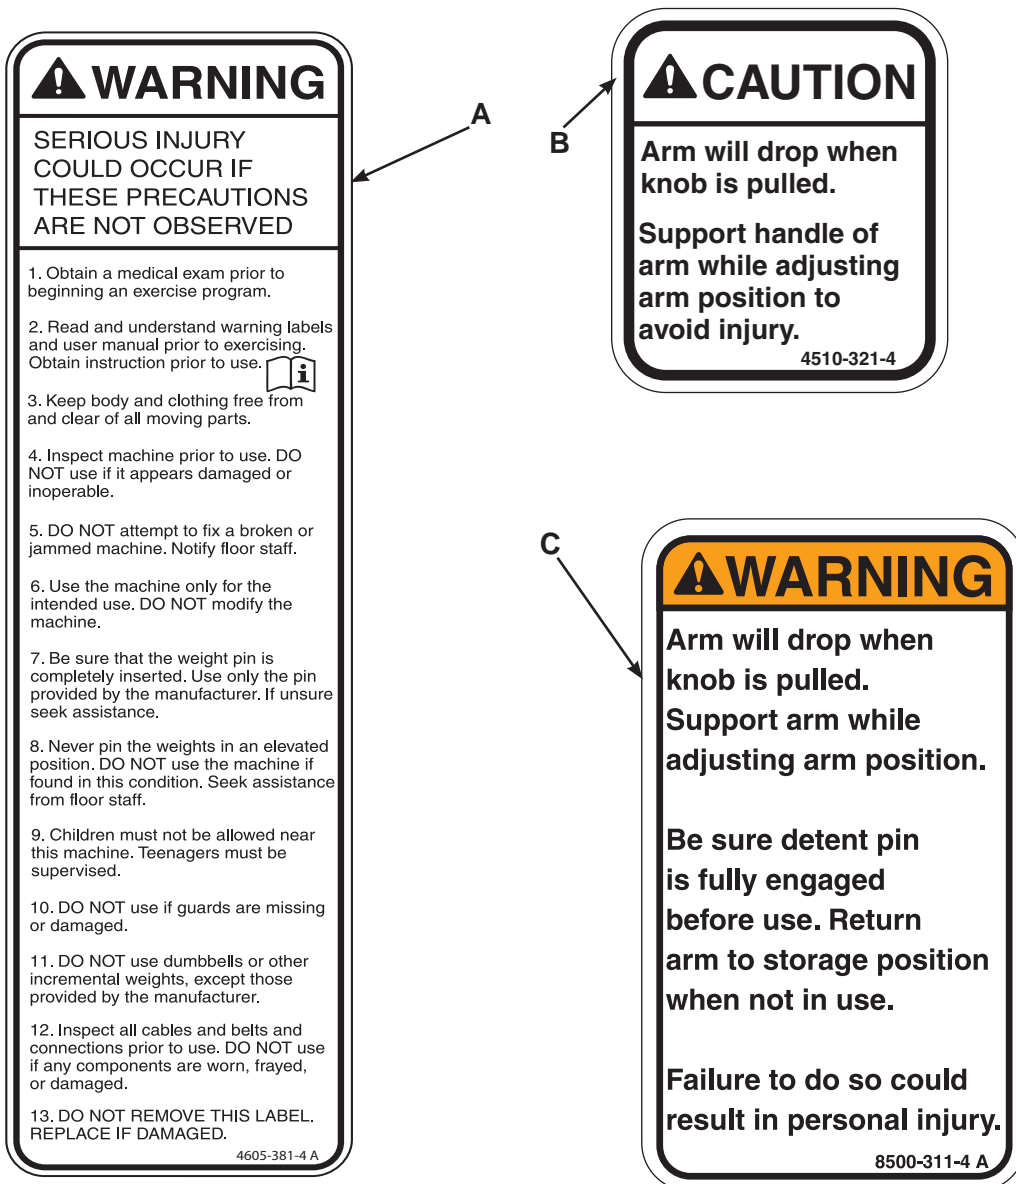 WARNING
SERIOUS INJURY
COULD OCCUR IF
THESE PRECAUTIONS
ARE NOT OBSERVED
1. Obtain a medical exam prior to
beginning an exercise program.
2. Read and understand warning labels
and user manual prior to exercising.
Obtain instruction prior to use.
i
3. Keep body and clothing free from
and clear of all moving parts.
4. Inspect machine prior to use. DO
NOT use if it appears damaged or
inoperable.
5. DO NOT attempt to fix a broken or
jammed machine. Notify floor staff.
6. Use the machine only for the
intended use. DO NOT modify the
machine.
7. Be sure that the weight pin is
completely inserted. Use only the pin
provided by the manufacturer. If unsure
seek assistance.
8. Never pin the weights in an elevated
position. DO NOT use the machine if
found in this condition. Seek assistance
from floor staff.
9. Children must not be allowed near
this machine. Teenagers must be
supervised.
10. DO NOT use if guards are missing
or damaged.
11. DO NOT use dumbbells or other
incremental weights, except those
provided by the manufacturer.
12. Inspect all cables and belts and
connections prior to use. DO NOT use
if any components are worn, frayed,
or damaged.
13. DO NOT REMOVE THIS LABEL.
REPLACE IF DAMAGED.
4605-381-4 A
A
B
CAUTION
Arm will drop when
knob is pulled.
Support handle of
arm while adjusting
arm position to
avoid injury.
4510-321-4
C
WARNING
Arm will drop when
knob is pulled.
Support arm while
adjusting arm position.
Be sure detent pin
is fully engaged
before use. Return
arm to storage position
when not in use.
Failure to do so could
result in personal injury.
8500-311-4 A